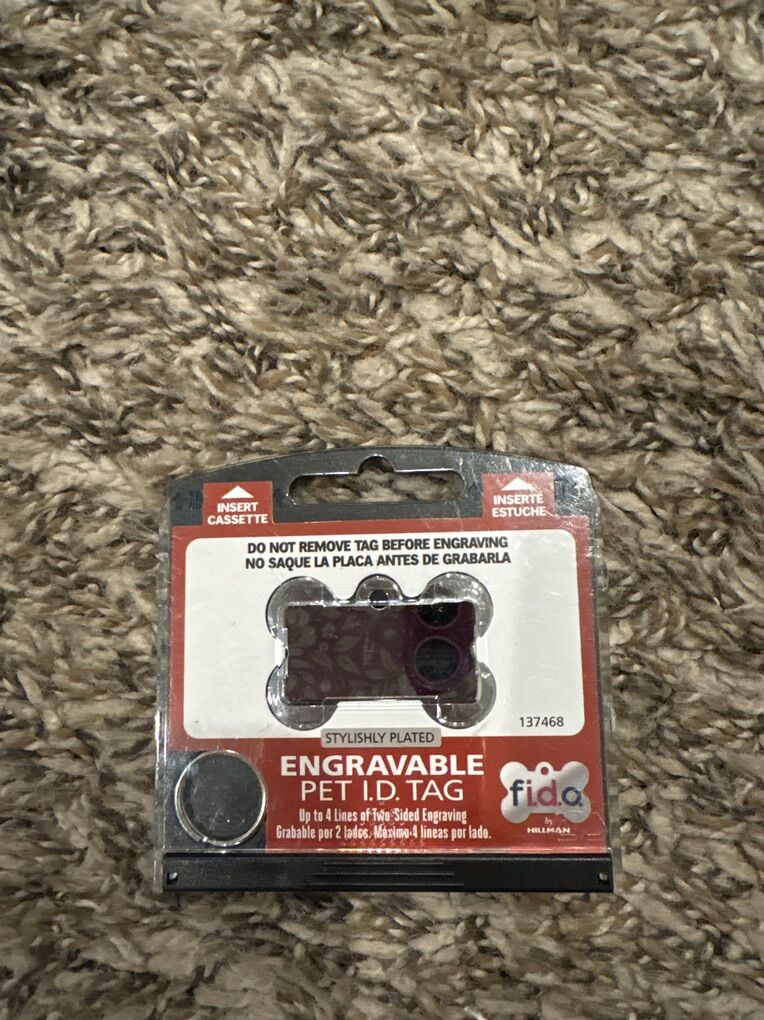 INSERT
CASSETTE
INSERTE
ESTUCHE
DO NOT REMOVE TAG BEFORE ENGRAVING
NO SAQUE LA PLACA ANTES DE GRABARLA
137468
STYLISHLY PLATED
ENGRAVABLE
PET I.D. TAG
Up to 4 Lines of Two-Sided Engraving
Grabable por 2 lados. Máximo 4 lineas por lado.
f.i.d.o.
by
HILLMAN